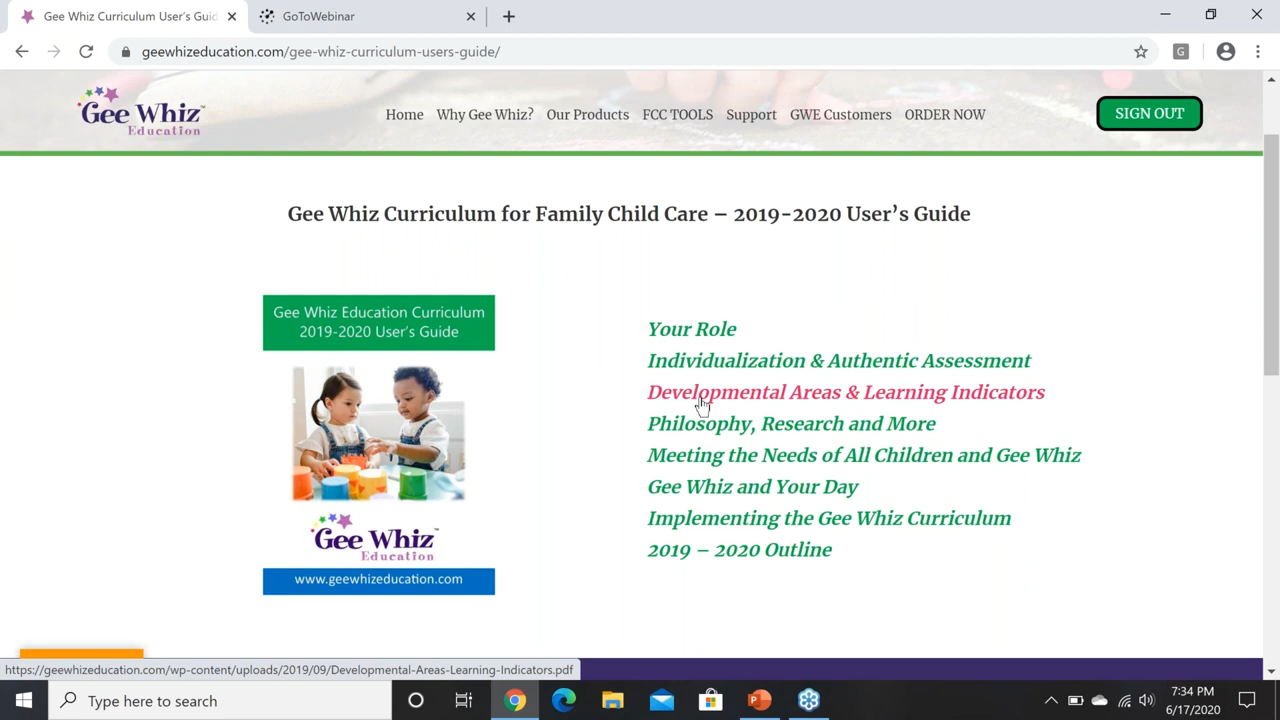 Gee Whiz Curriculum User's Guid
GoToWebinar
geewhizeducation.com/gee-whiz-curriculum-users-guide/
G
Gee Whiz™
Education
Home Why Gee Whiz? Our Products FCC TOOLS Support GWE Customers ORDER NOW
SIGN OUT
Gee Whiz Curriculum for Family Child Care – 2019-2020 User’s Guide
Gee Whiz Education Curriculum
2019-2020 User's Guide
Gee Whiz™
Education
www.geewhizeducation.com
Your Role
Individualization & Authentic Assessment
Developmental Areas & Learning Indicators
Philosophy, Research and More
Meeting the Needs of All Children and Gee Whiz
Gee Whiz and Your Day
Implementing the Gee Whiz Curriculum
2019 – 2020 Outline
https://geewhizeducation.com/wp-content/uploads/2019/09/Developmental-Areas-Learning-Indicators.pdf
Type here to search
7:34 PM
6/17/2020